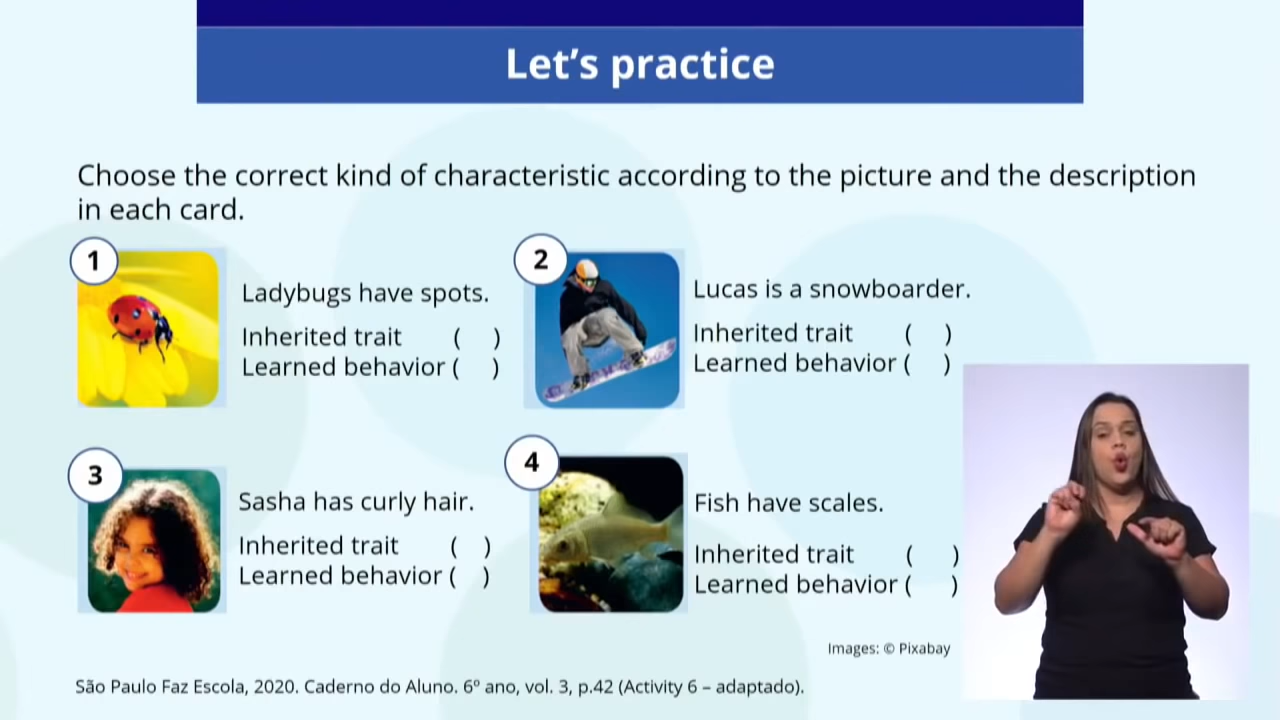 Let's practice
Choose the correct kind of characteristic according to the picture and the description
in each card.
1
Ladybugs have spots.
Inherited trait ( )
Learned behavior ( )
2
Lucas is a snowboarder.
Inherited trait ( )
Learned behavior ( )
3
Sasha has curly hair.
Inherited trait ( )
Learned behavior ( )
4
Fish have scales.
Inherited trait ( )
Learned behavior ( )
Images: © Pixabay
São Paulo Faz Escola, 2020. Caderno do Aluno. 6º ano, vol. 3, p.42 (Activity 6 – adaptado).